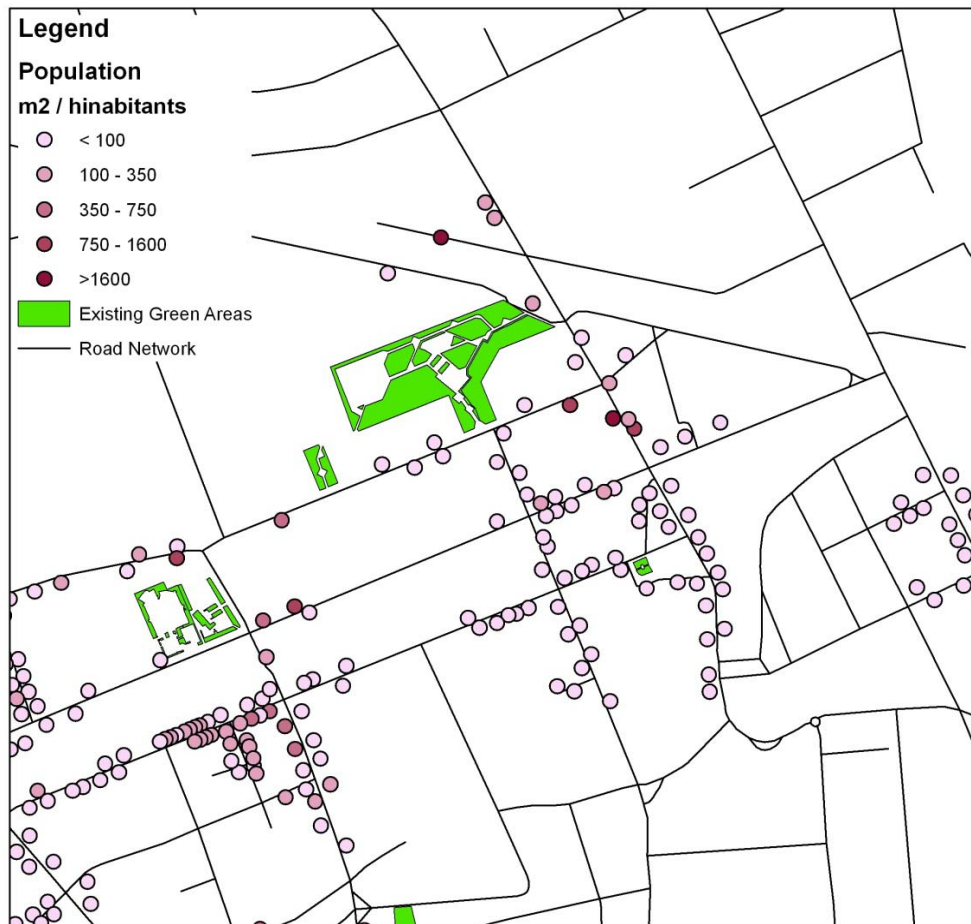 Legend
Population
m2 / hinabitants
< 100
100 - 350
350 - 750
750 - 1600
>1600
Existing Green Areas
Road Network